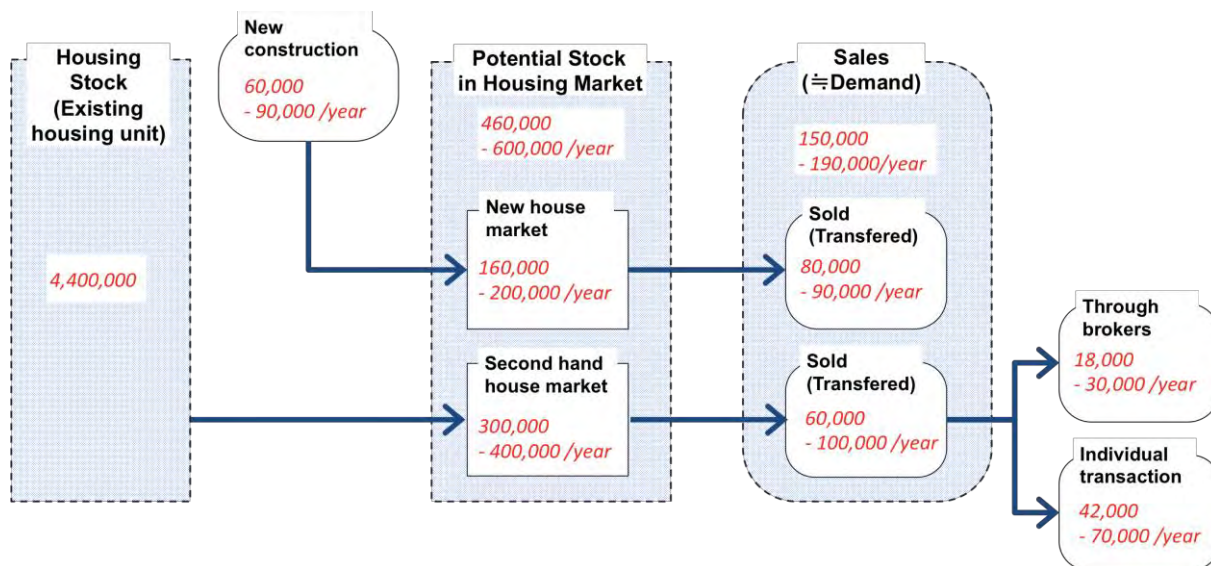 Housing
Stock
(Existing
housing unit)
4,400,000
New
construction
60,000
- 90,000 /year
Potential Stock
in Housing Market
460,000
- 600,000 /year
New house
market
160,000
- 200,000 /year
Second hand
house market
300,000
- 400,000 /year
Sales
(≒Demand)
150,000
- 190,000/year
Sold
(Transfered)
80,000
- 90,000 /year
Sold
(Transfered)
60,000
- 100,000 /year
Through
brokers
18,000
- 30,000 /year
Individual
transaction
42,000
- 70,000 /year